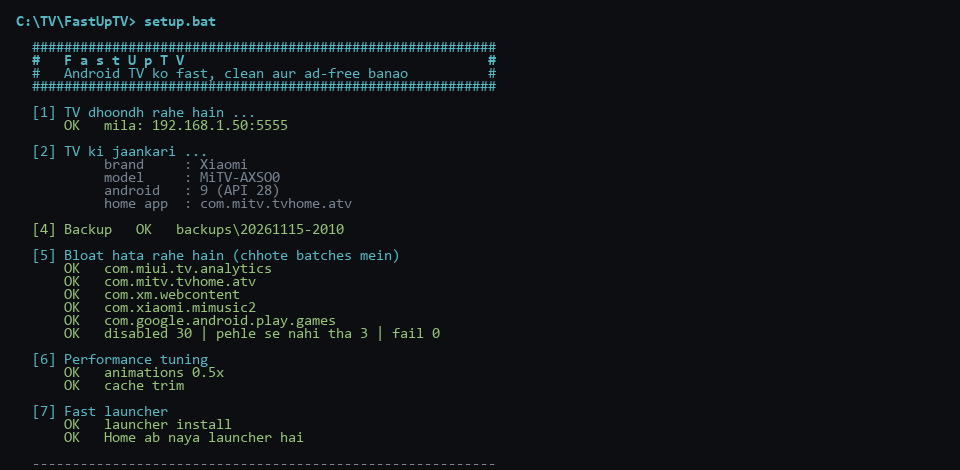 C:\TV\FastUpTV> setup.bat
##########################################################
#   F a s t U p T V                                      #
#   Android TV ko fast, clean aur ad-free banao          #
##########################################################
[1] TV dhoondh rahe hain ...
OK   mila: 192.168.1.50:5555
[2] TV ki jaankari ...
brand     : Xiaomi
model     : MiTV-AXSO0
android   : 9 (API 28)
home app  : com.mitv.tvhome.atv
[4] Backup   OK   backups\20261115-2010
[5] Bloat hata rahe hain (chhote batches mein)
OK   com.miui.tv.analytics
OK   com.mitv.tvhome.atv
OK   com.xm.webcontent
OK   com.xiaomi.mimusic2
OK   com.google.android.play.games
OK   disabled 30 | pehle se nahi tha 3 | fail 0
[6] Performance tuning
OK   animations 0.5x
OK   cache trim
[7] Fast launcher
OK   launcher install
OK   Home ab naya launcher hai
----------------------------------------------------------